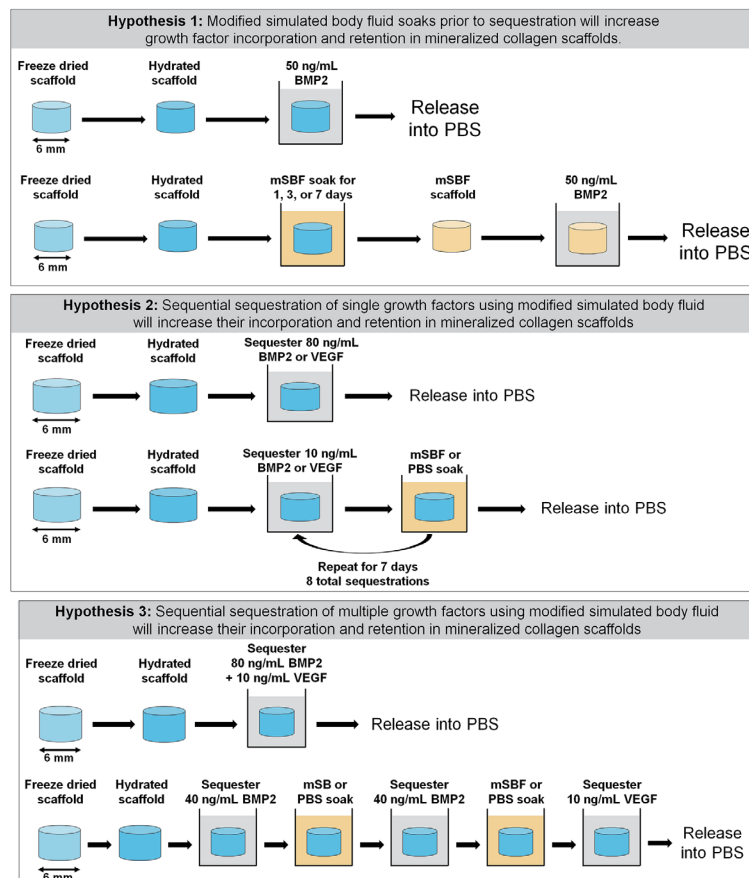 Hypothesis 1: Modified simulated body fluid soaks prior to sequestration will increase
growth factor incorporation and retention in mineralized collagen scaffolds.
Freeze dried
scaffold
Hydrated
scaffold
50 ng/mL
BMP2
6 mm
Release
into PBS
Freeze dried
scaffold
Hydrated
scaffold
mSBF soak for
1, 3, or 7 days
mSBF
scaffold
50 ng/mL
BMP2
6 mm
Release
into PBS
Hypothesis 2: Sequential sequestration of single growth factors using modified simulated body fluid
will increase their incorporation and retention in mineralized collagen scaffolds
Freeze dried
scaffold
Hydrated
scaffold
Sequester 80 ng/mL
BMP2 or VEGF
6 mm
Release into PBS
Freeze dried
scaffold
Hydrated
scaffold
Sequester 10 ng/mL
BMP2 or VEGF
mSBF or
PBS soak
6 mm
Release into PBS
Repeat for 7 days
8 total sequestrations
Hypothesis 3: Sequential sequestration of multiple growth factors using modified simulated body fluid
will increase their incorporation and retention in mineralized collagen scaffolds
Freeze dried
scaffold
Hydrated
scaffold
Sequester
80 ng/mL BMP2
+ 10 ng/mL VEGF
6 mm
Release into PBS
Freeze dried
scaffold
Hydrated
scaffold
Sequester
40 ng/mL BMP2
mSB or
PBS soak
Sequester
40 ng/mL BMP2
mSBF or
PBS soak
Sequester
10 ng/mL VEGF
6 mm
Release
into PBS